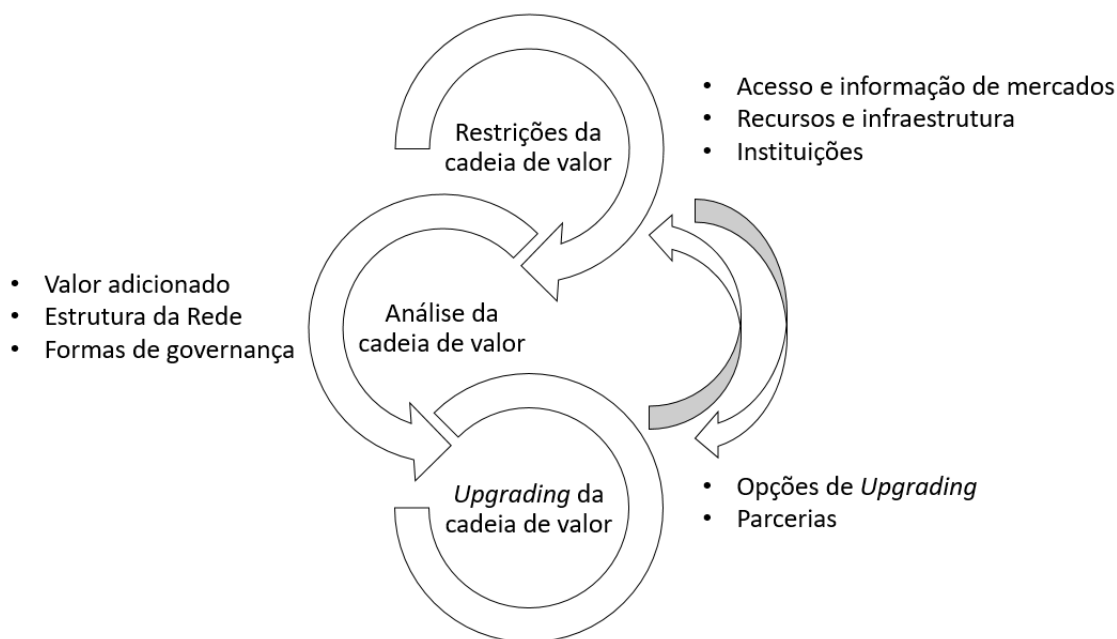 Restrições da
cadeia de valor
• Acesso e informação de mercados
• Recursos e infraestrutura
• Instituições
• Valor adicionado
• Estrutura da Rede
• Formas de governança
Análise da
cadeia de valor
Upgrading da
cadeia de valor
• Opções de Upgrading
• Parcerias